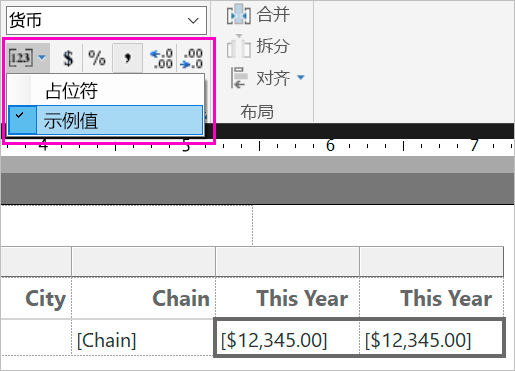 货币
合并
[123] $ % , ←.0 .00 .00 →.0
拆分
占位符
对齐
示例值
布局
4 5 6 7
City Chain This Year This Year
[Chain] [$12,345.00] [$12,345.00]